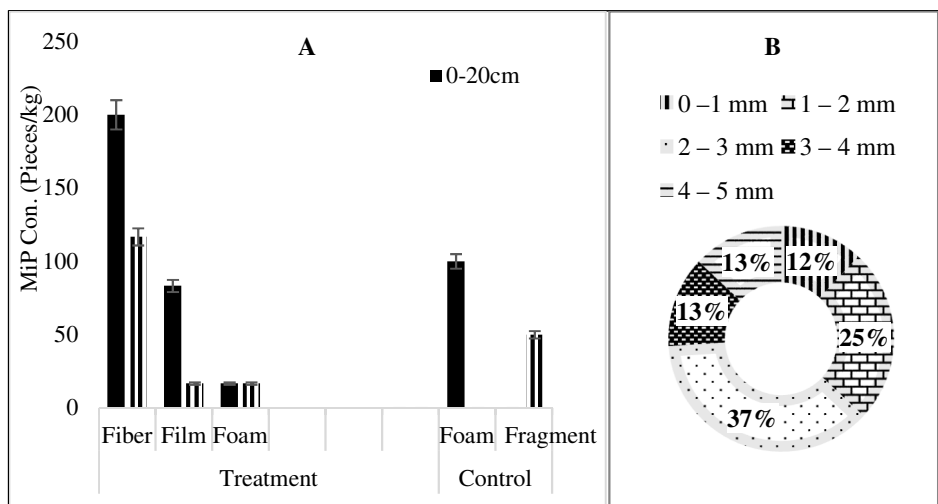 A
250
200
150
100
50
0
MiP Con. (Pieces/kg)
0-20cm
Fiber Film Foam Foam Fragment
Treatment Control
B
0 – 1 mm 1 – 2 mm
2 – 3 mm 3 – 4 mm
4 – 5 mm
13% 12%
13% 25%
37%